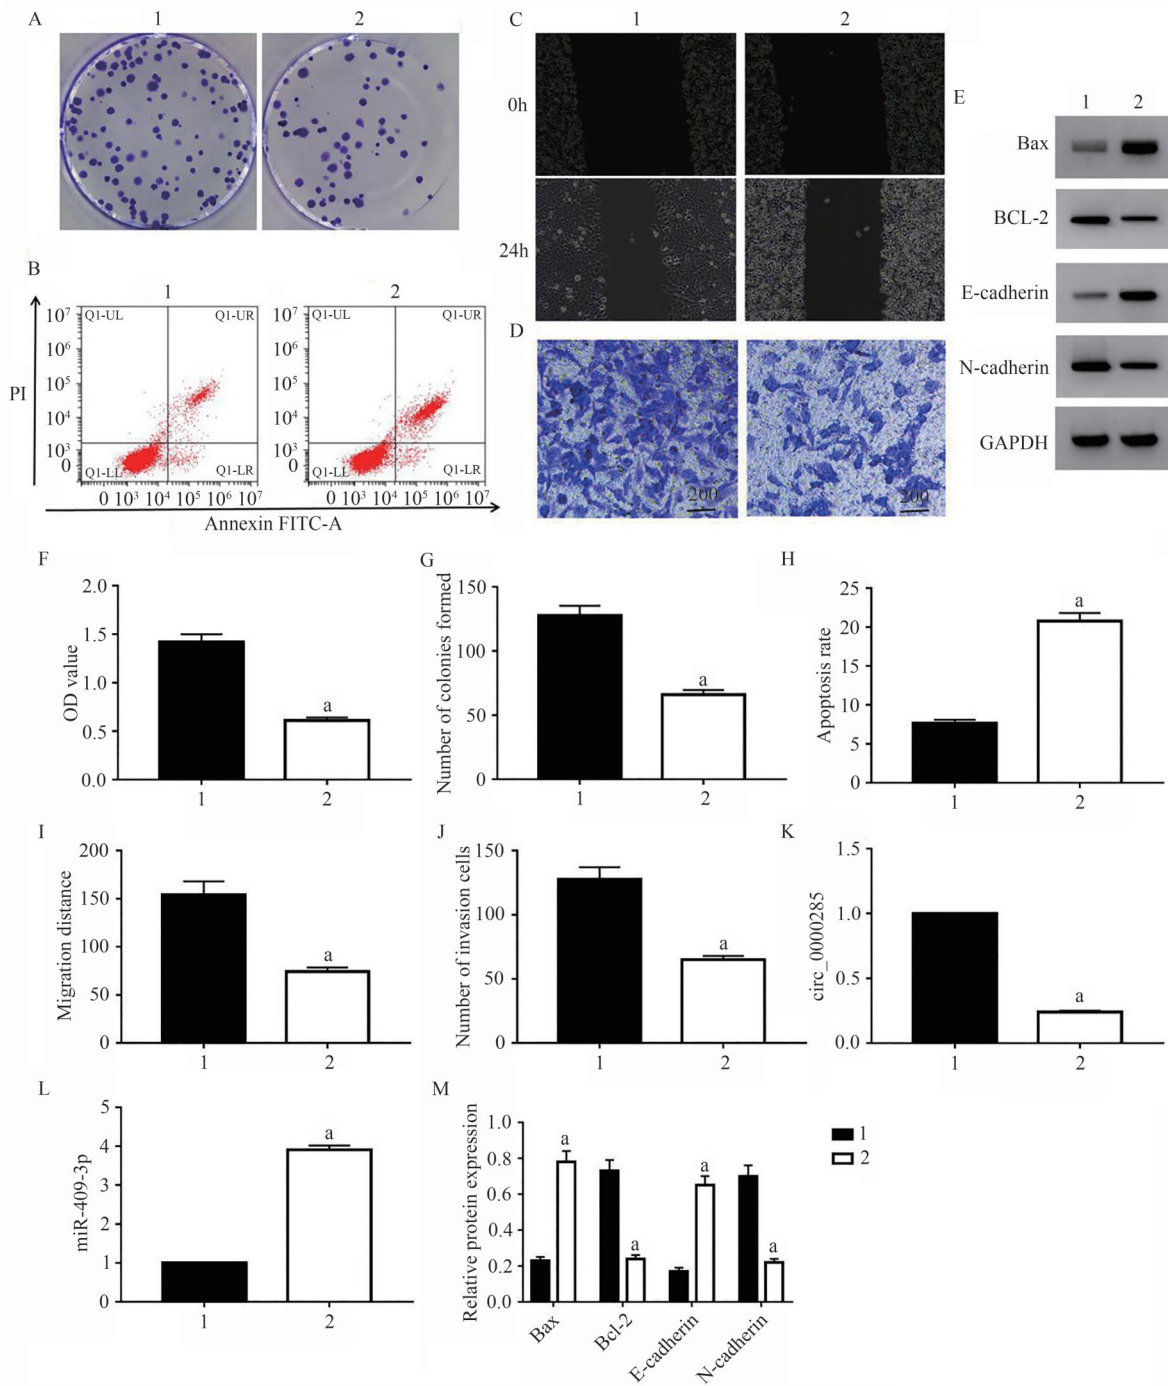 A
1 2
B
1 2
PI
10⁷
10⁶
10⁵
10⁴
10³
0
Q1-UL Q1-UR
Q1-LL Q1-LR
0 10³ 10⁴ 10⁵ 10⁶ 10⁷
10⁷
10⁶
10⁵
10⁴
10³
0
Q1-UL Q1-UR
Q1-LL Q1-LR
0 10³ 10⁴ 10⁵ 10⁶ 10⁷
Annexin FITC-A
C
1 2
0h
24h
D
200 200
E
1 2
Bax
BCL-2
E-cadherin
N-cadherin
GAPDH
F
OD value
2.0
1.5
1.0
0.5
0.0
a
1 2
G
Number of colonies formed
150
100
50
0
a
1 2
H
Apoptosis rate
25
20
15
10
5
0
a
1 2
I
Migration distance
200
150
100
50
0
a
1 2
J
Number of invasion cells
150
100
50
0
a
1 2
K
circ_0000285
1.5
1.0
0.5
0.0
a
1 2
L
miR-409-3p
5
4
3
2
1
0
a
1 2
M
Relative protein expression
1.0
0.8
0.6
0.4
0.2
0.0
a a a a
Bax Bcl-2 E-cadherin N-cadherin
1
2